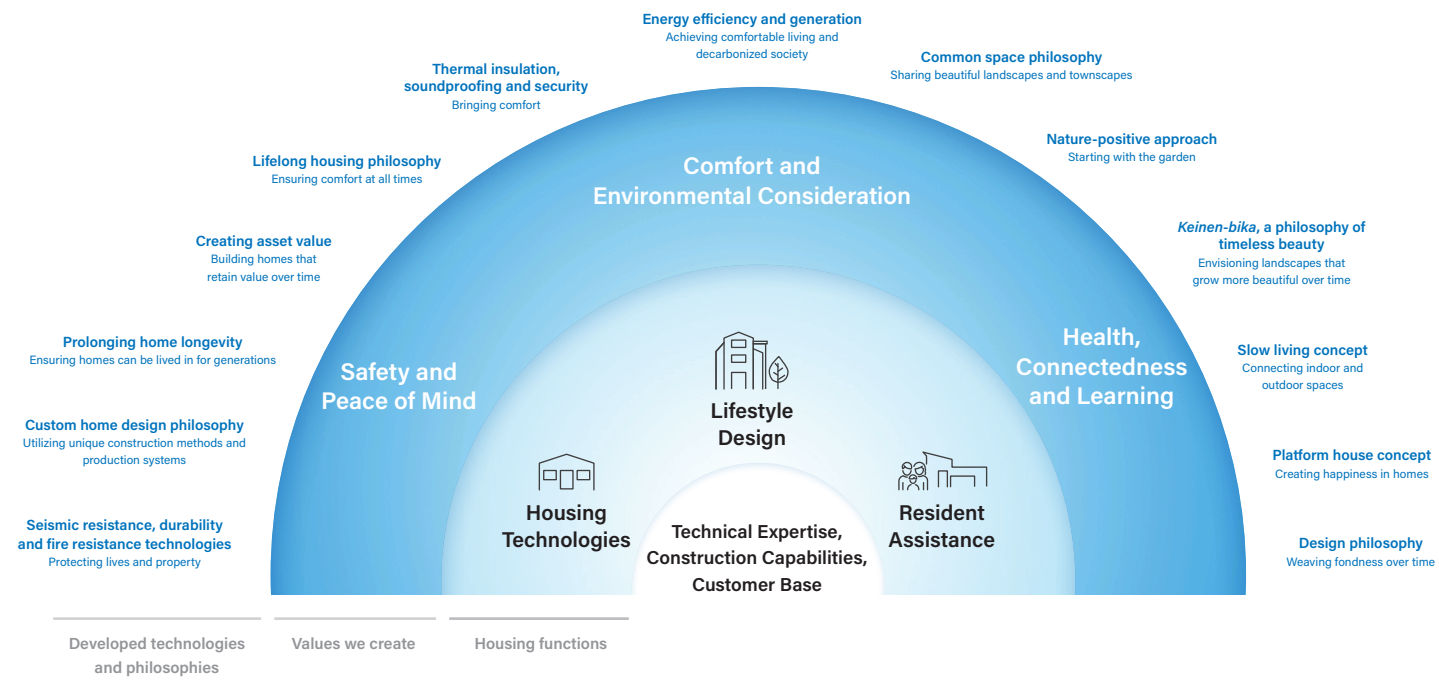 Energy efficiency and generation
Achieving comfortable living and
decarbonized society
Common space philosophy
Sharing beautiful landscapes and townscapes
Thermal insulation,
soundproofing and security
Bringing comfort
Nature-positive approach
Starting with the garden
Lifelong housing philosophy
Ensuring comfort at all times
Comfort and
Environmental Consideration
Keinen-bika, a philosophy of
timeless beauty
Envisioning landscapes that
grow more beautiful over time
Creating asset value
Building homes that
retain value over time
Prolonging home longevity
Ensuring homes can be lived in for generations
Safety and
Peace of Mind
Health,
Connectedness
and Learning
Slow living concept
Connecting indoor and
outdoor spaces
Lifestyle
Design
Custom home design philosophy
Utilizing unique construction methods and
production systems
Platform house concept
Creating happiness in homes
Housing
Technologies
Resident
Assistance
Technical Expertise,
Construction Capabilities,
Customer Base
Seismic resistance, durability
and fire resistance technologies
Protecting lives and property
Design philosophy
Weaving fondness over time
Developed technologies
and philosophies
Values we create
Housing functions